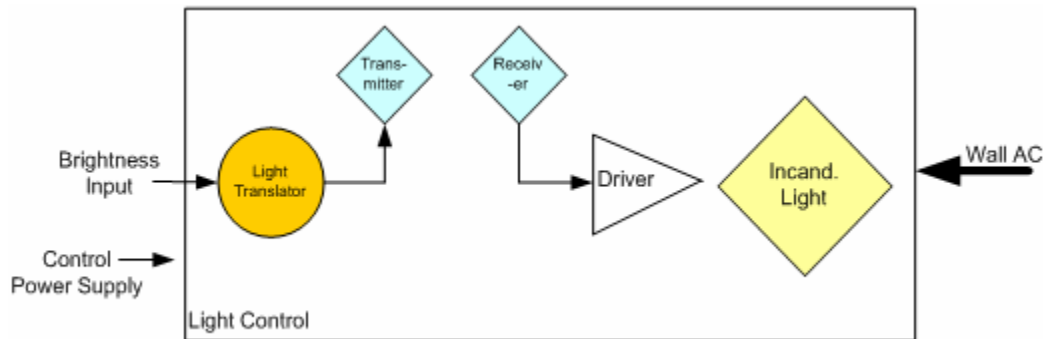 Trans-
mitter
Receiv
-er
Brightness
Input
Light
Translator
Driver
Incand.
Light
Wall AC
Control
Power Supply
Light Control